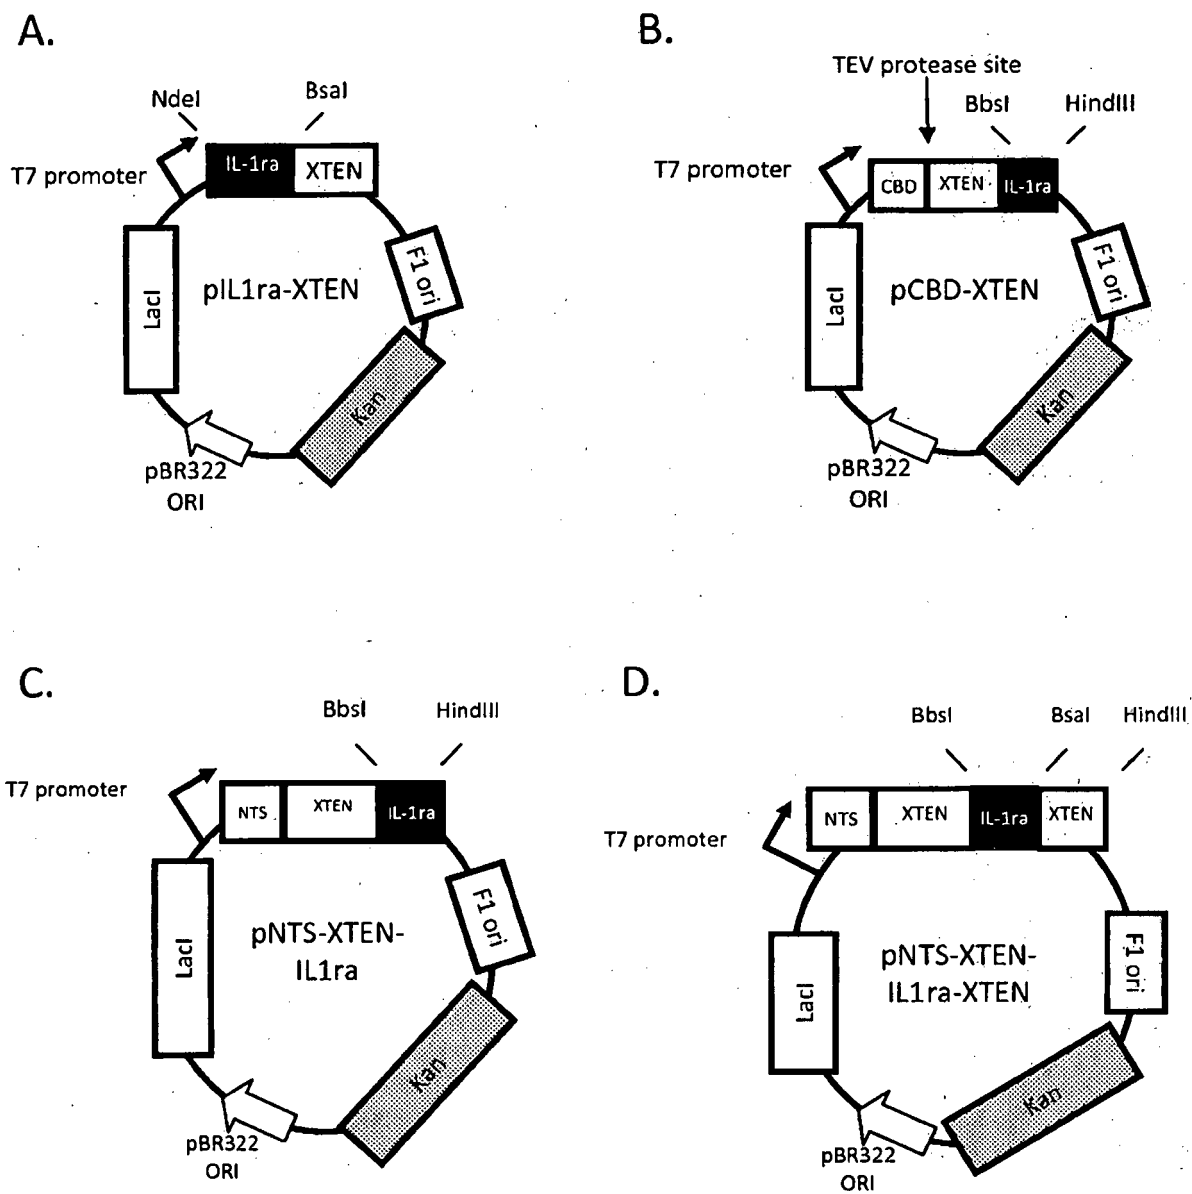 A.
NdeI
BsaI
T7 promoter
IL-1ra
XTEN
F1 ori
pIL1ra-XTEN
LacI
Kan
pBR322
ORI
B.
TEV protease site
BbsI
HindIII
T7 promoter
CBD
XTEN
IL-1ra
F1 ori
pCBD-XTEN
LacI
Kan
pBR322
ORI
C.
BbsI
HindIII
T7 promoter
NTS
XTEN
IL-1ra
F1 ori
pNTS-XTEN-
IL1ra
LacI
Kan
pBR322
ORI
D.
BbsI
BsaI
HindIII
T7 promoter
NTS
XTEN
IL-1ra
XTEN
F1 ori
pNTS-XTEN-
IL1ra-XTEN
LacI
Kan
pBR322
ORI